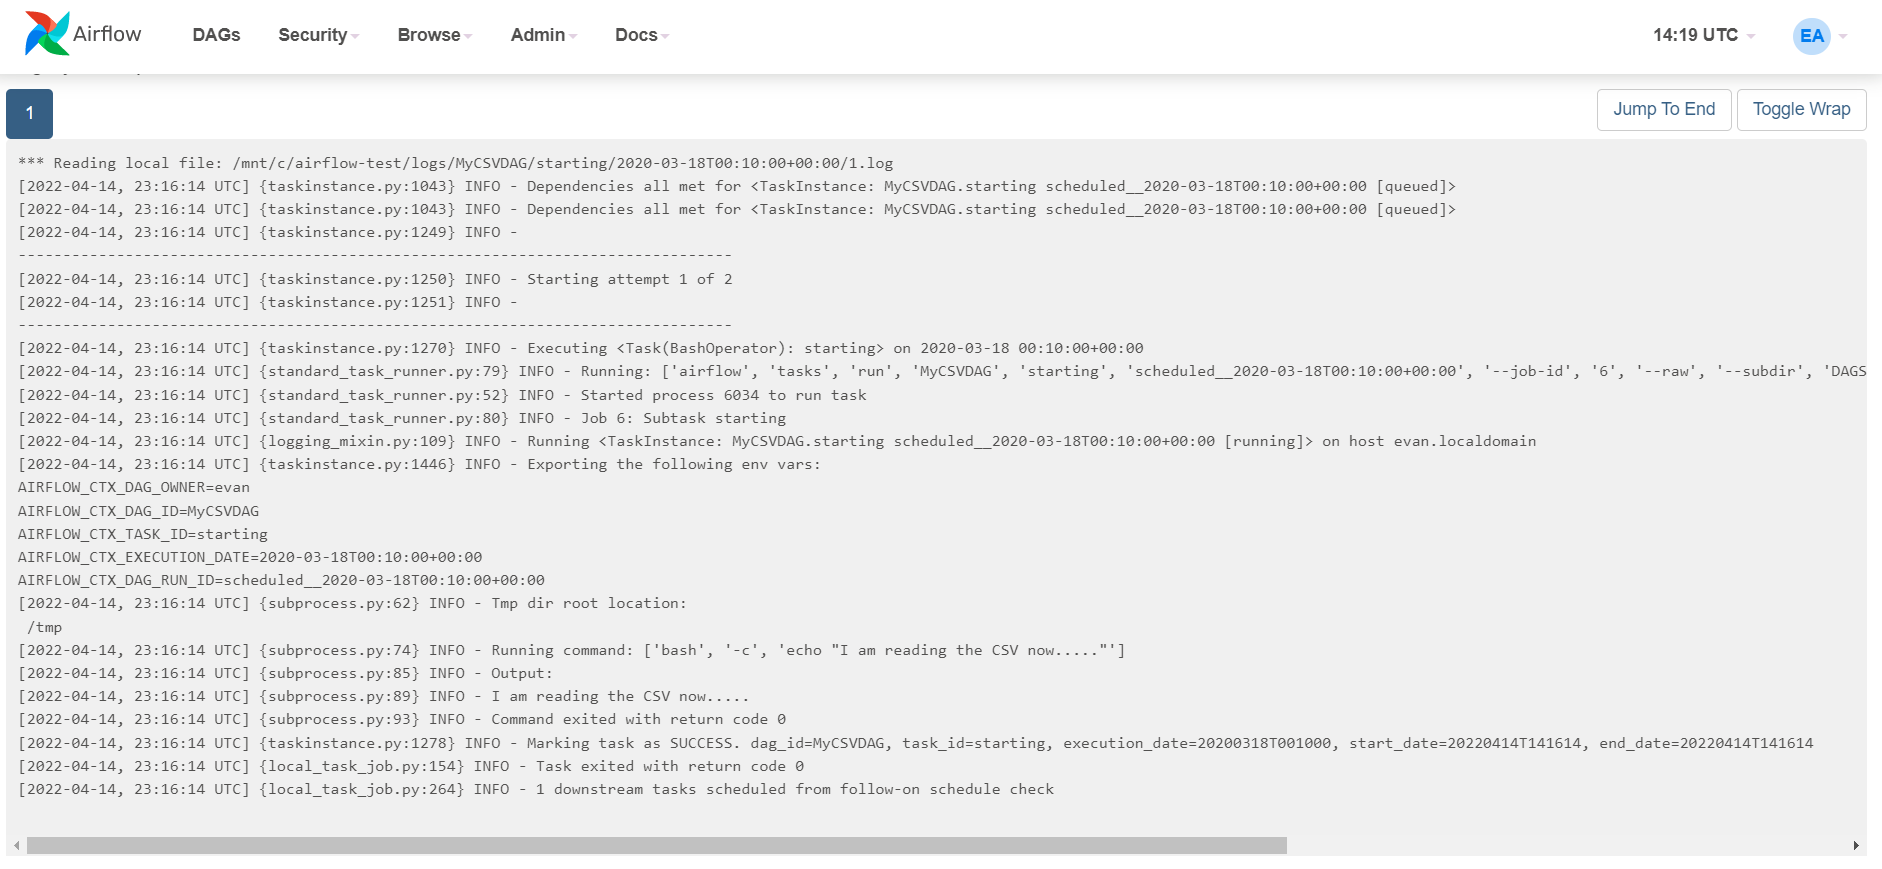 Airflow DAGs Security Browse Admin Docs 14:19 UTC EA
1 Jump To End Toggle Wrap
*** Reading local file: /mnt/c/airflow-test/logs/MyCSVDAG/starting/2020-03-18T00:10:00+00:00/1.log
[2022-04-14, 23:16:14 UTC] {taskinstance.py:1043} INFO - Dependencies all met for <TaskInstance: MyCSVDAG.starting scheduled__2020-03-18T00:10:00+00:00 [queued]>
[2022-04-14, 23:16:14 UTC] {taskinstance.py:1043} INFO - Dependencies all met for <TaskInstance: MyCSVDAG.starting scheduled__2020-03-18T00:10:00+00:00 [queued]>
[2022-04-14, 23:16:14 UTC] {taskinstance.py:1249} INFO -
--------------------------------------------------------------------------------
[2022-04-14, 23:16:14 UTC] {taskinstance.py:1250} INFO - Starting attempt 1 of 2
[2022-04-14, 23:16:14 UTC] {taskinstance.py:1251} INFO -
--------------------------------------------------------------------------------
[2022-04-14, 23:16:14 UTC] {taskinstance.py:1270} INFO - Executing <Task(BashOperator): starting> on 2020-03-18 00:10:00+00:00
[2022-04-14, 23:16:14 UTC] {standard_task_runner.py:79} INFO - Running: ['airflow', 'tasks', 'run', 'MyCSVDAG', 'starting', 'scheduled__2020-03-18T00:10:00+00:00', '--job-id', '6', '--raw', '--subdir', 'DAGS
[2022-04-14, 23:16:14 UTC] {standard_task_runner.py:52} INFO - Started process 6034 to run task
[2022-04-14, 23:16:14 UTC] {standard_task_runner.py:80} INFO - Job 6: Subtask starting
[2022-04-14, 23:16:14 UTC] {logging_mixin.py:109} INFO - Running <TaskInstance: MyCSVDAG.starting scheduled__2020-03-18T00:10:00+00:00 [running]> on host evan.localdomain
[2022-04-14, 23:16:14 UTC] {taskinstance.py:1446} INFO - Exporting the following env vars:
AIRFLOW_CTX_DAG_OWNER=evan
AIRFLOW_CTX_DAG_ID=MyCSVDAG
AIRFLOW_CTX_TASK_ID=starting
AIRFLOW_CTX_EXECUTION_DATE=2020-03-18T00:10:00+00:00
AIRFLOW_CTX_DAG_RUN_ID=scheduled__2020-03-18T00:10:00+00:00
[2022-04-14, 23:16:14 UTC] {subprocess.py:62} INFO - Tmp dir root location:
/tmp
[2022-04-14, 23:16:14 UTC] {subprocess.py:74} INFO - Running command: ['bash', '-c', 'echo "I am reading the CSV now....."']
[2022-04-14, 23:16:14 UTC] {subprocess.py:85} INFO - Output:
[2022-04-14, 23:16:14 UTC] {subprocess.py:89} INFO - I am reading the CSV now.....
[2022-04-14, 23:16:14 UTC] {subprocess.py:93} INFO - Command exited with return code 0
[2022-04-14, 23:16:14 UTC] {taskinstance.py:1278} INFO - Marking task as SUCCESS. dag_id=MyCSVDAG, task_id=starting, execution_date=20200318T001000, start_date=20220414T141614, end_date=20220414T141614
[2022-04-14, 23:16:14 UTC] {local_task_job.py:154} INFO - Task exited with return code 0
[2022-04-14, 23:16:14 UTC] {local_task_job.py:264} INFO - 1 downstream tasks scheduled from follow-on schedule check